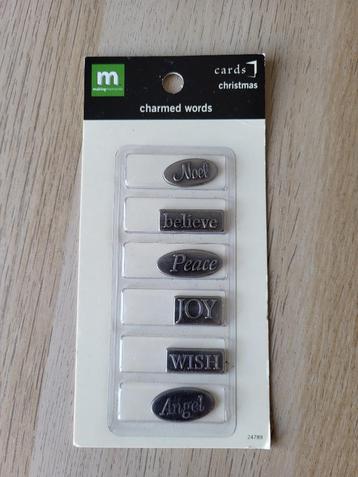 m
making memories
cards
christmas
charmed words
Noel
believe
Peace
JOY
WISH
Angel
24789